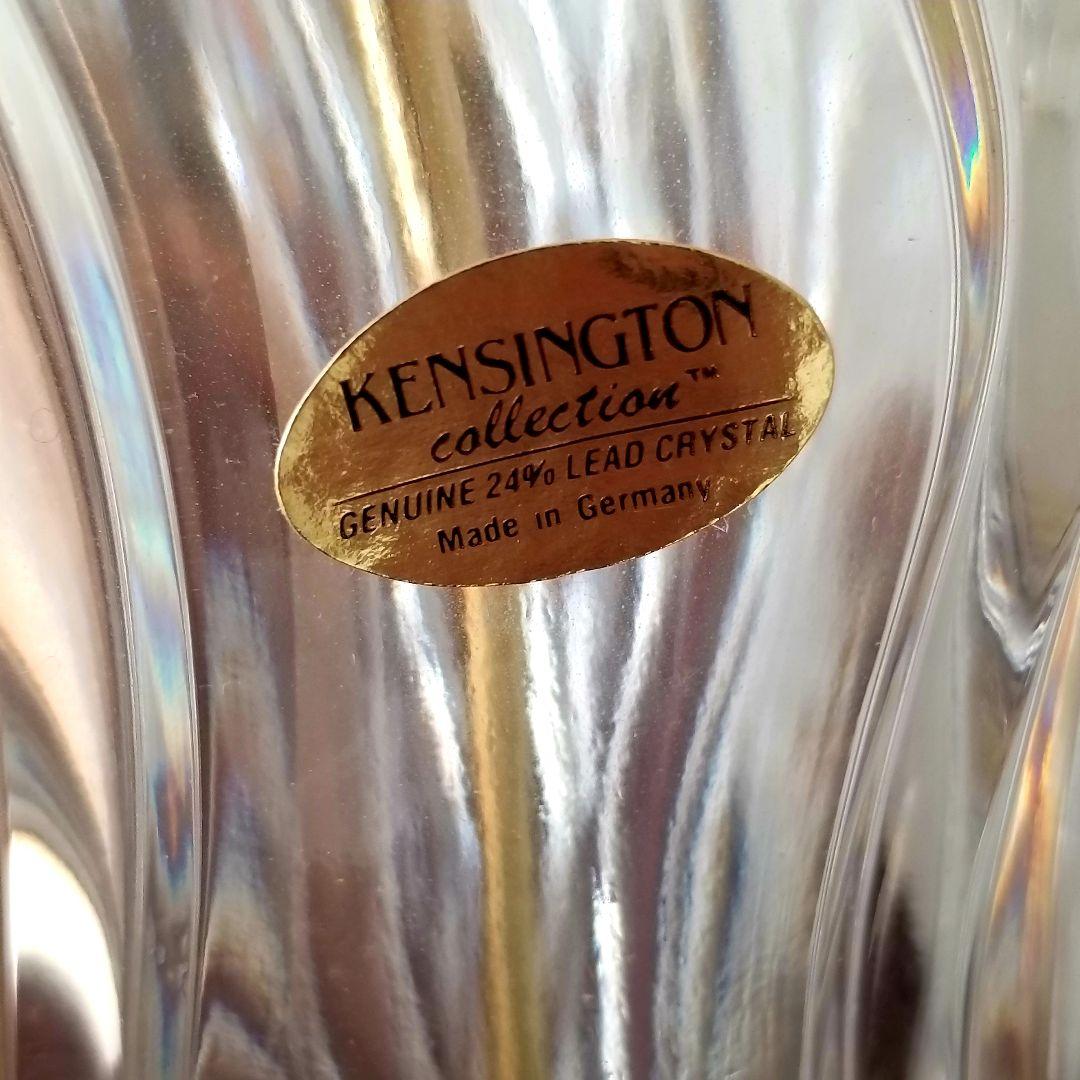 KENSINGTON
collection™
GENUINE 24% LEAD CRYSTAL
Made in Germany